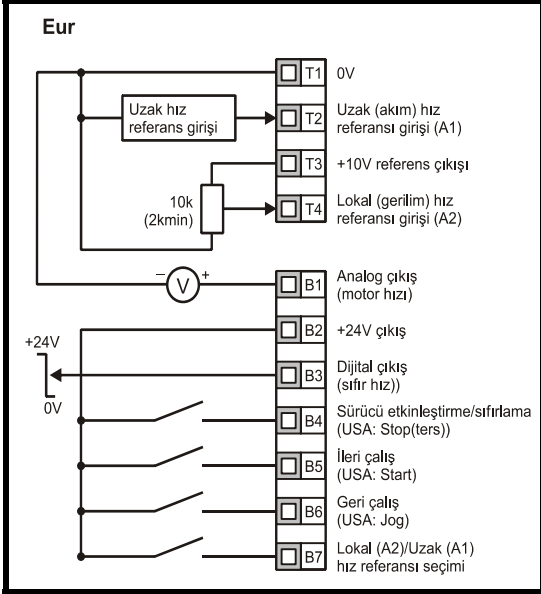 Eur
T1 0V
Uzak hız
referans girişi
T2 Uzak (akım) hız
referansı girişi (A1)
T3 +10V referens çıkışı
10k
(2kmin)
T4 Lokal (gerilim) hız
referansı girişi (A2)
– V +
B1 Analog çıkış
(motor hızı)
B2 +24V çıkış
+24V
0V
B3 Dijital çıkış
(sıfır hız))
B4 Sürücü etkinleştirme/sıfırlama
(USA: Stop(ters))
B5 İleri çalış
(USA: Start)
B6 Geri çalış
(USA: Jog)
B7 Lokal (A2)/Uzak (A1)
hız referansı seçimi